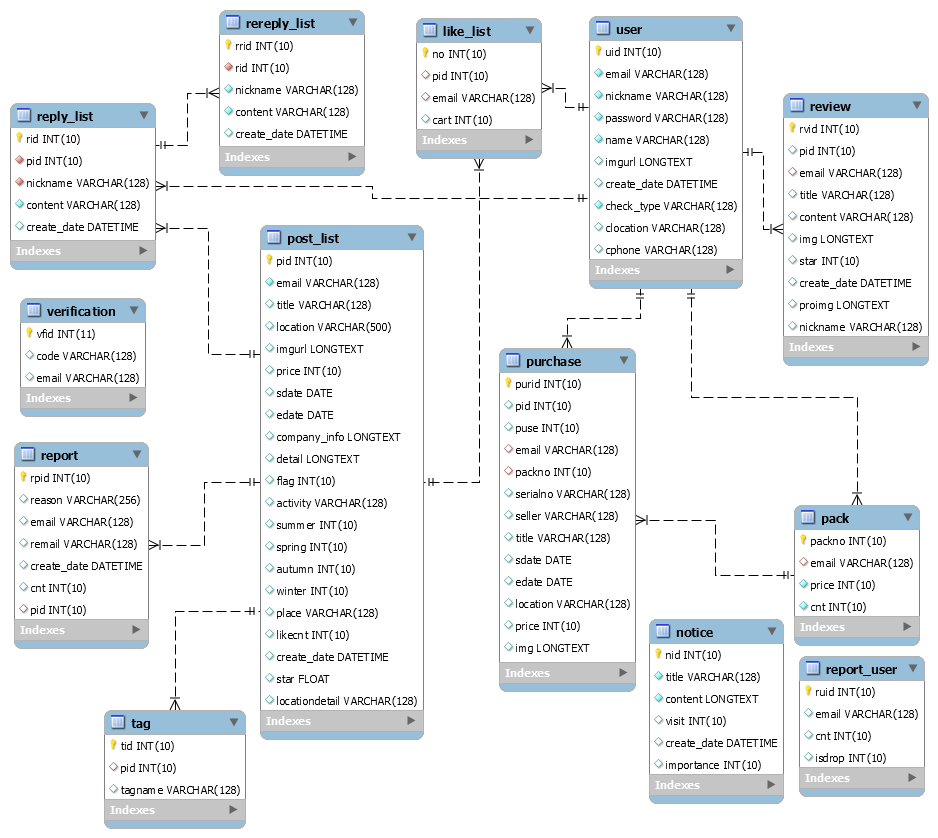 rereply_list
rrid INT(10)
rid INT(10)
nickname VARCHAR(128)
content VARCHAR(128)
create_date DATETIME
Indexes
like_list
no INT(10)
pid INT(10)
email VARCHAR(128)
cart INT(10)
Indexes
user
uid INT(10)
email VARCHAR(128)
nickname VARCHAR(128)
password VARCHAR(128)
name VARCHAR(128)
imgurl LONGTEXT
create_date DATETIME
check_type VARCHAR(128)
clocation VARCHAR(128)
cphone VARCHAR(128)
Indexes
review
rvid INT(10)
pid INT(10)
email VARCHAR(128)
title VARCHAR(128)
content VARCHAR(128)
img LONGTEXT
star INT(10)
create_date DATETIME
proimg LONGTEXT
nickname VARCHAR(128)
Indexes
reply_list
rid INT(10)
pid INT(10)
nickname VARCHAR(128)
content VARCHAR(128)
create_date DATETIME
Indexes
post_list
pid INT(10)
email VARCHAR(128)
title VARCHAR(128)
location VARCHAR(500)
imgurl LONGTEXT
price INT(10)
sdate DATE
edate DATE
company_info LONGTEXT
detail LONGTEXT
flag INT(10)
activity VARCHAR(128)
summer INT(10)
spring INT(10)
autumn INT(10)
winter INT(10)
place VARCHAR(128)
likecnt INT(10)
create_date DATETIME
star FLOAT
locationdetail VARCHAR(128)
Indexes
verification
vfid INT(11)
code VARCHAR(128)
email VARCHAR(128)
Indexes
purchase
purid INT(10)
pid INT(10)
puse INT(10)
email VARCHAR(128)
packno INT(10)
serialno VARCHAR(128)
seller VARCHAR(128)
title VARCHAR(128)
sdate DATE
edate DATE
location VARCHAR(128)
price INT(10)
img LONGTEXT
Indexes
report
rpid INT(10)
reason VARCHAR(256)
email VARCHAR(128)
remail VARCHAR(128)
create_date DATETIME
cnt INT(10)
pid INT(10)
Indexes
pack
packno INT(10)
email VARCHAR(128)
price INT(10)
cnt INT(10)
Indexes
notice
nid INT(10)
title VARCHAR(128)
content LONGTEXT
visit INT(10)
create_date DATETIME
importance INT(10)
Indexes
report_user
ruid INT(10)
email VARCHAR(128)
cnt INT(10)
isdrop INT(10)
Indexes
tag
tid INT(10)
pid INT(10)
tagname VARCHAR(128)
Indexes